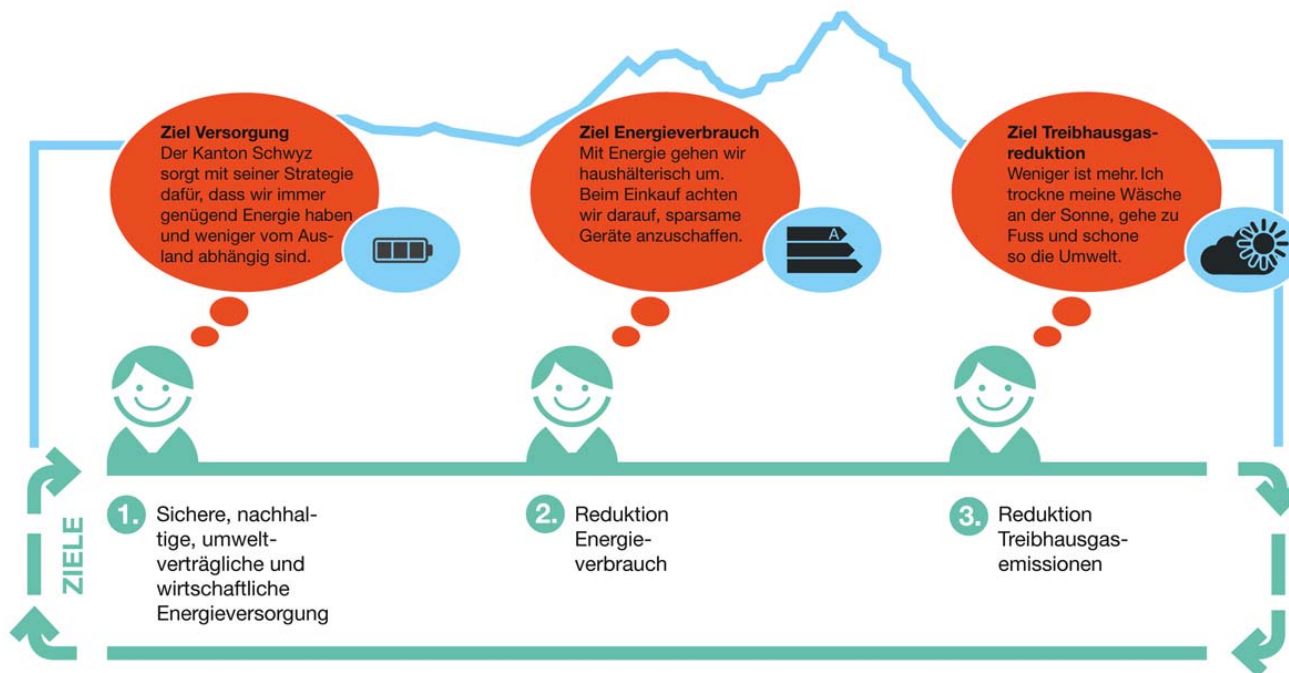 Ziel Versorgung
Der Kanton Schwyz
sorgt mit seiner Strategie
dafür, dass wir immer
genügend Energie haben
und weniger vom Aus-
land abhängig sind.
Ziel Energieverbrauch
Mit Energie gehen wir
haushälterisch um.
Beim Einkauf achten
wir darauf, sparsame
Geräte anzuschaffen.
A
Ziel Treibhausgas-
reduktion
Weniger ist mehr. Ich
trockne meine Wäsche
an der Sonne, gehe zu
Fuss und schone
so die Umwelt.
ZIELE
1.
Sichere, nachhal-
tige, umwelt-
verträgliche und
wirtschaftliche
Energieversorgung
2.
Reduktion
Energie-
verbrauch
3.
Reduktion
Treibhausgas-
emissionen